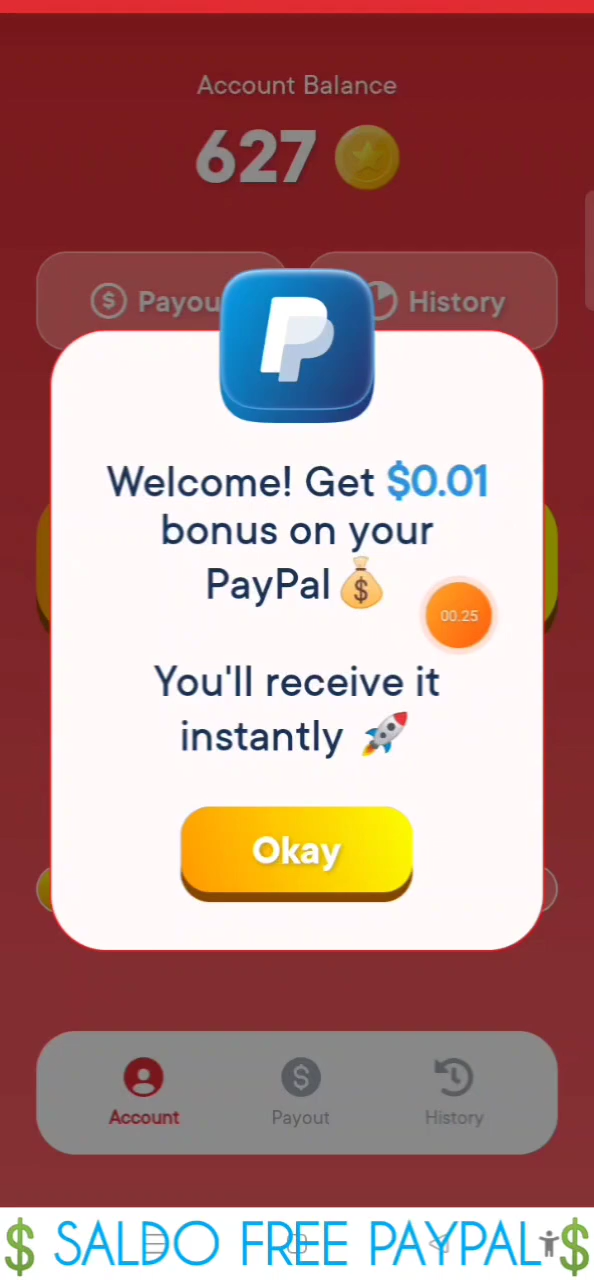 Account Balance
627
Payou
History
Welcome! Get $0.01
bonus on your
PayPal
00.25
You'll receive it
instantly
Okay
Account
Payout
History
$ SALDO FREE PAYPAL $